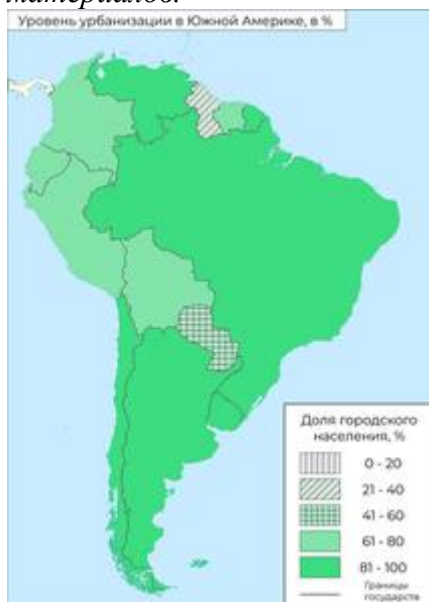 материалов.
Уровень урбанизации в Южной Америке, в %
Доля городского
населения, %
0 - 20
21 - 40
41 - 60
61 - 80
81 - 100
Границы
государств